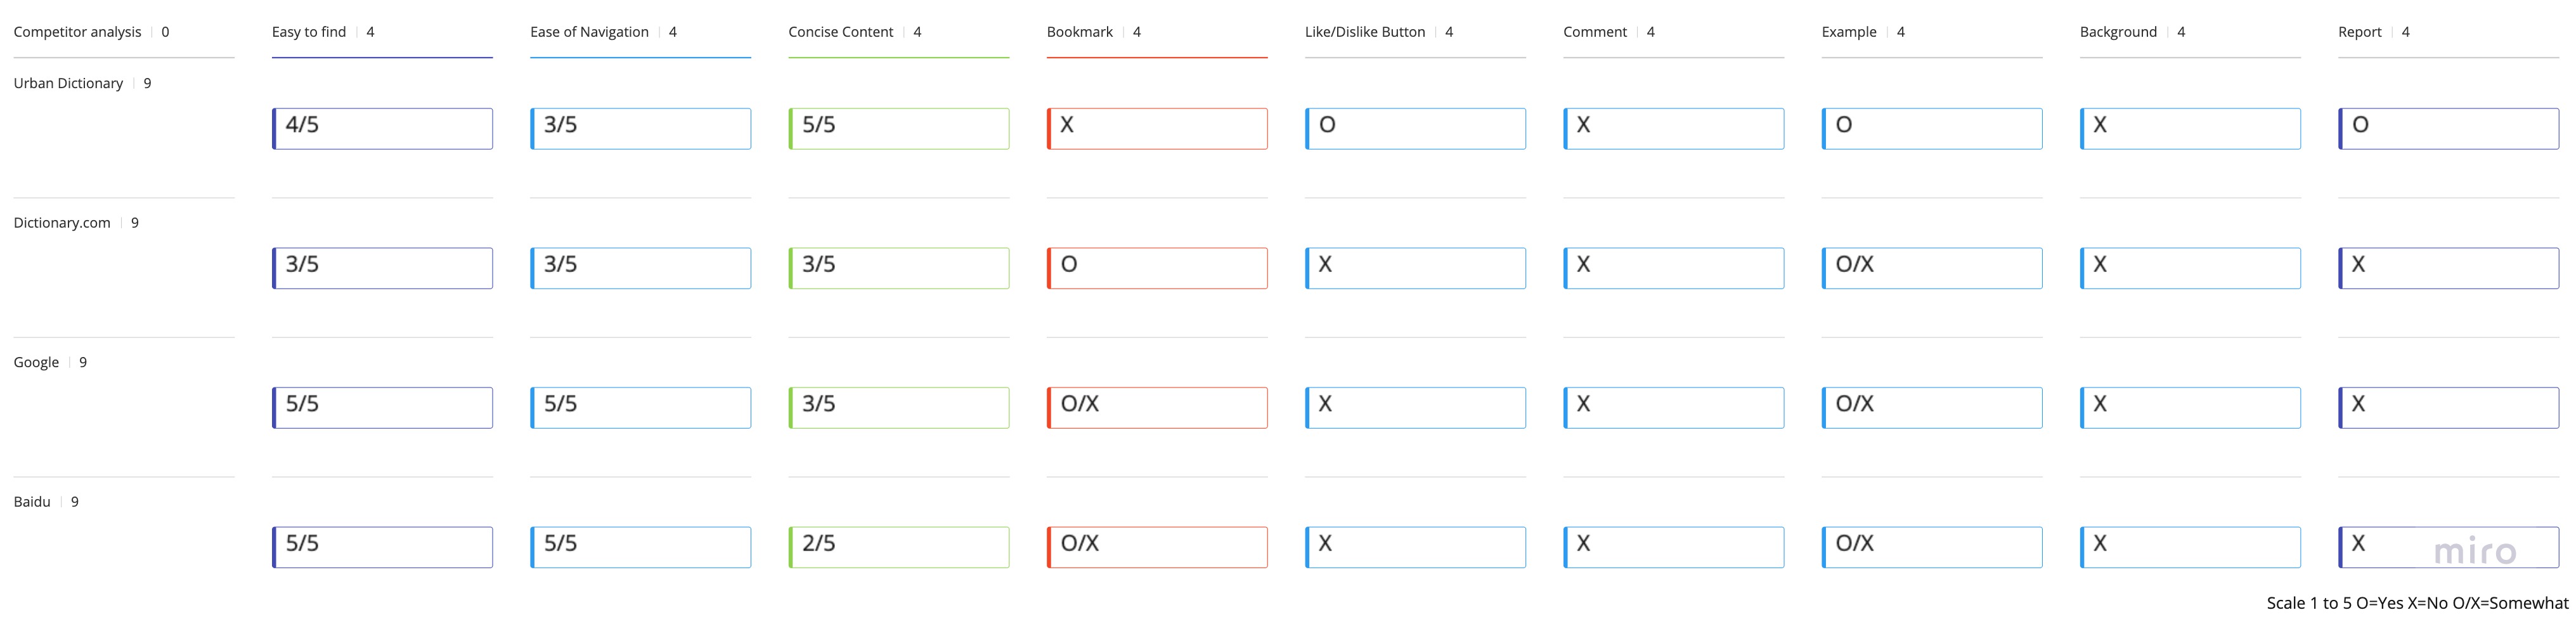 Competitor analysis 0 Easy to find 4 Ease of Navigation 4 Concise Content 4 Bookmark 4 Like/Dislike Button 4 Comment 4 Example 4 Background 4 Report 4
Urban Dictionary 9
4/5 3/5 5/5 X O X O X O
Dictionary.com 9
3/5 3/5 3/5 O X X O/X X X
Google 9
5/5 5/5 3/5 O/X X X O/X X X
Baidu 9
5/5 5/5 2/5 O/X X X O/X X X
miro
Scale 1 to 5 O=Yes X=No O/X=Somewhat